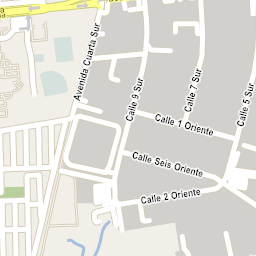 Avenida Cuarta Sur
Calle 9 Sur
Calle 7 Sur
Calle 5 Sur
Calle 1 Oriente
Calle Seis Oriente
Calle 2 Oriente